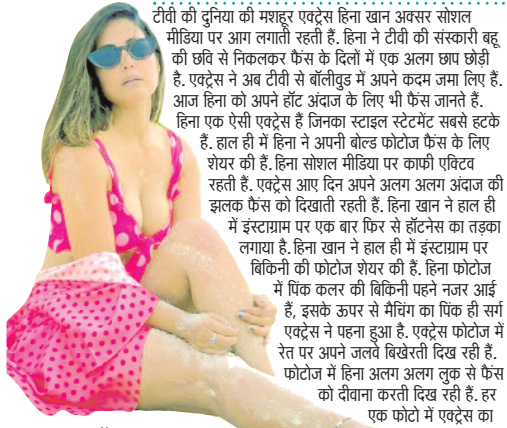 टीवी की दुनिया की मशहूर एक्ट्रेस हिना खान अक्सर सोशल
मीडिया पर आग लगाती रहती हैं. हिना ने टीवी की संस्कारी बहू
की छवि से निकलकर फैंस के दिलों में एक अलग छाप छोड़ी
है. एक्ट्रेस ने अब टीवी से बॉलीवुड में अपने कदम जमा लिए हैं.
आज हिना को अपने हॉट अंदाज के लिए भी फैंस जानते हैं.
हिना एक ऐसी एक्ट्रेस हैं जिनका स्टाइल स्टेटमेंट सबसे हटके
हैं. हाल ही में हिना ने अपनी बोल्ड फोटोज फैंस के लिए
शेयर की हैं. हिना सोशल मीडिया पर काफी एक्टिव
रहती हैं. एक्ट्रेस आए दिन अपने अलग अलग अंदाज की
झलक फैंस को दिखाती रहती हैं. हिना खान ने हाल ही
में इंस्टाग्राम पर एक बार फिर से हॉटनेस का तड़का
लगाया है. हिना खान ने हाल ही में इंस्टाग्राम पर
बिकिनी की फोटोज शेयर की हैं. हिना फोटोज
में पिंक कलर की बिकिनी पहने नजर आई
हैं, इसके ऊपर से मैचिंग का पिंक ही सर्ग
एक्ट्रेस ने पहना हुआ है. एक्ट्रेस फोटोज में
रेत पर अपने जलवे बिखेरती दिख रही हैं.
फोटोज में हिना अलग अलग लुक से फैंस
को दीवाना करती दिख रही हैं. हर
एक फोटो में एक्ट्रेस का